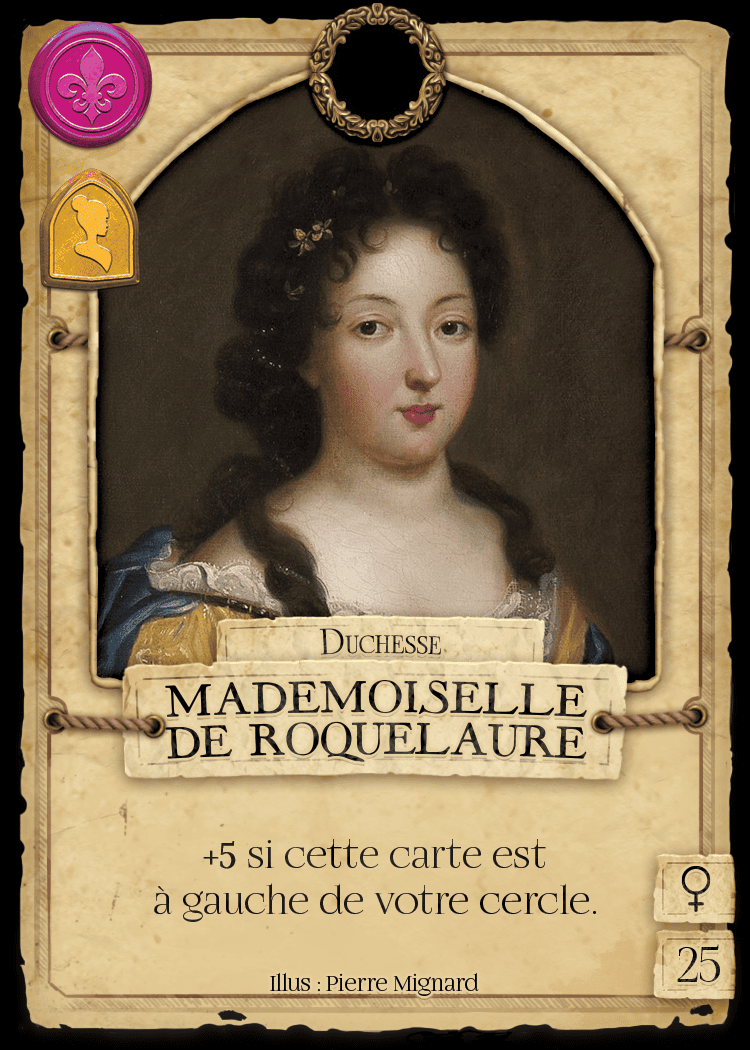 Duchesse
MADEMOISELLE
DE ROQUELAURE
+5 si cette carte est
à gauche de votre cercle.
♀
25
Illus : Pierre Mignard